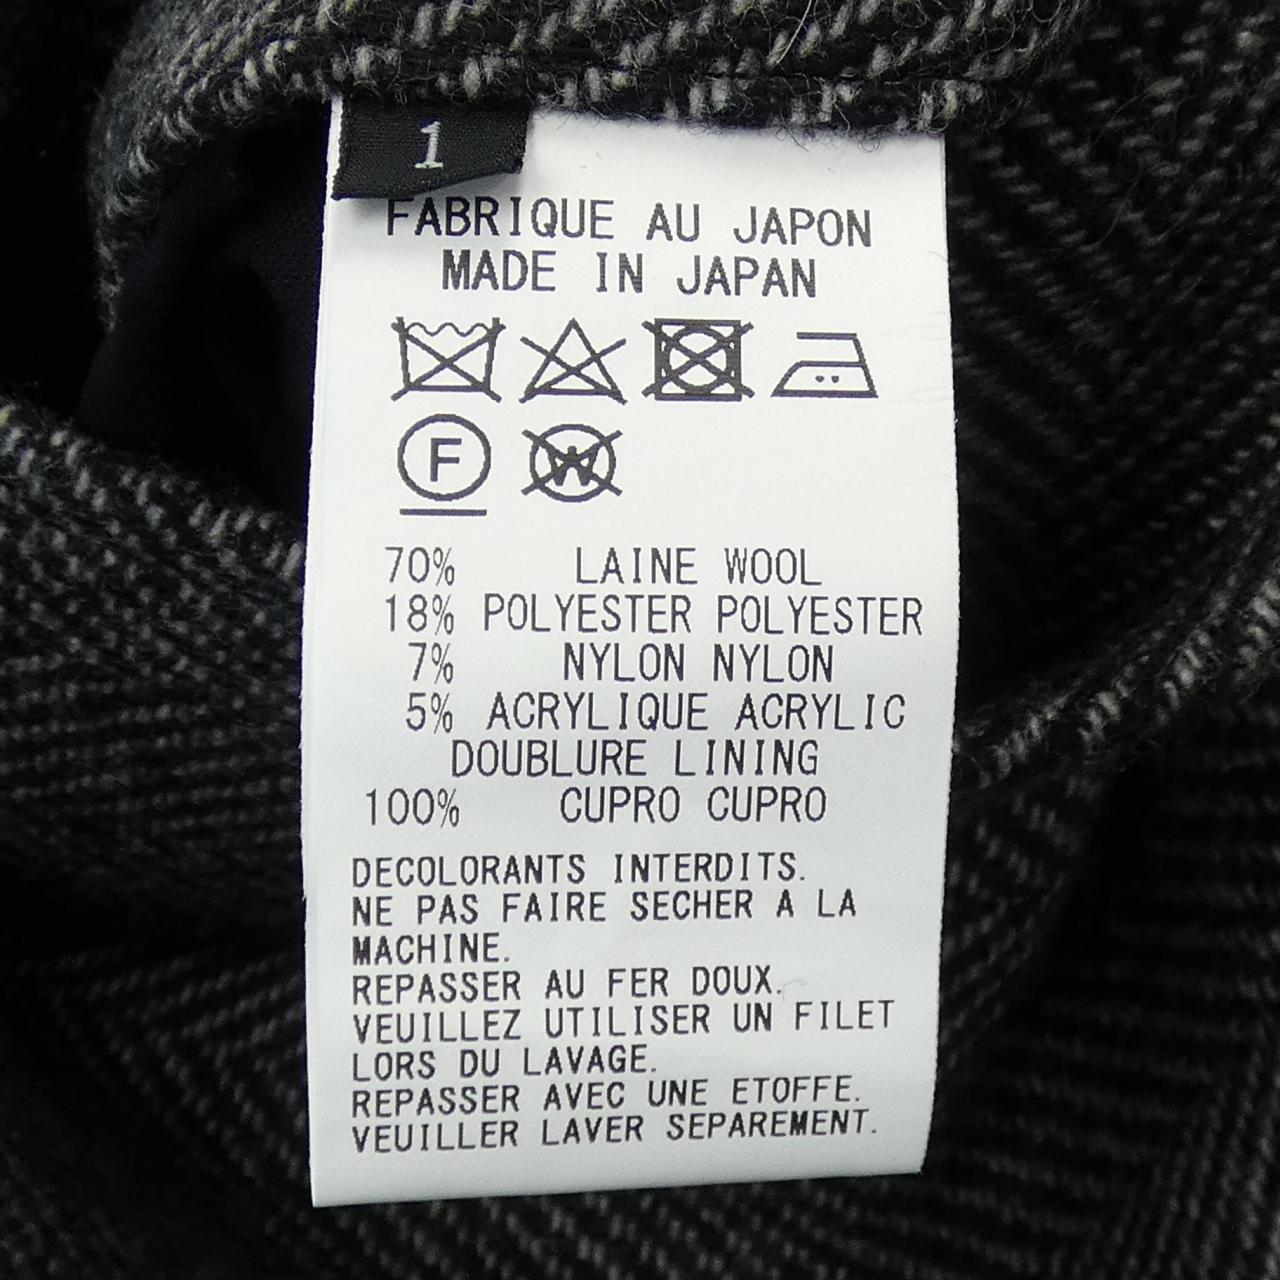 1
FABRIQUE AU JAPON
MADE IN JAPAN
F W
70% LAINE WOOL
18% POLYESTER POLYESTER
7% NYLON NYLON
5% ACRYLIQUE ACRYLIC
DOUBLURE LINING
100% CUPRO CUPRO
DECOLORANTS INTERDITS.
NE PAS FAIRE SECHER A LA
MACHINE.
REPASSER AU FER DOUX.
VEUILLEZ UTILISER UN FILET
LORS DU LAVAGE.
REPASSER AVEC UNE ETOFFE.
VEUILLER LAVER SEPAREMENT.